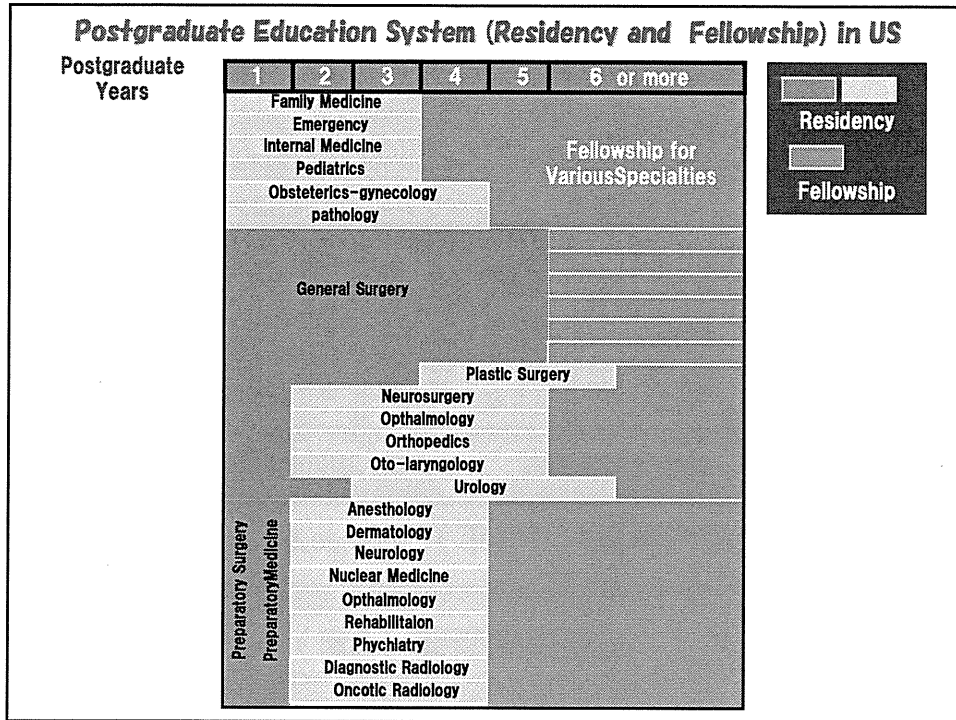 Postgraduate Education System (Residency and Fellowship) in US
Postgraduate
Years
1 2 3 4 5 6 or more
Residency
Fellowship
Family Medicine
Emergency
Internal Medicine
Pediatrics
Obsteterics-gynecology
pathology
Fellowship for
VariousSpecialties
General Surgery
Plastic Surgery
Neurosurgery
Opthalmology
Orthopedics
Oto-laryngology
Urology
Preparatory Surgery
PreparatoryMedicine
Anesthology
Dermatology
Neurology
Nuclear Medicine
Opthalmology
Rehabilitaion
Phychiatry
Diagnostic Radiology
Oncotic Radiology